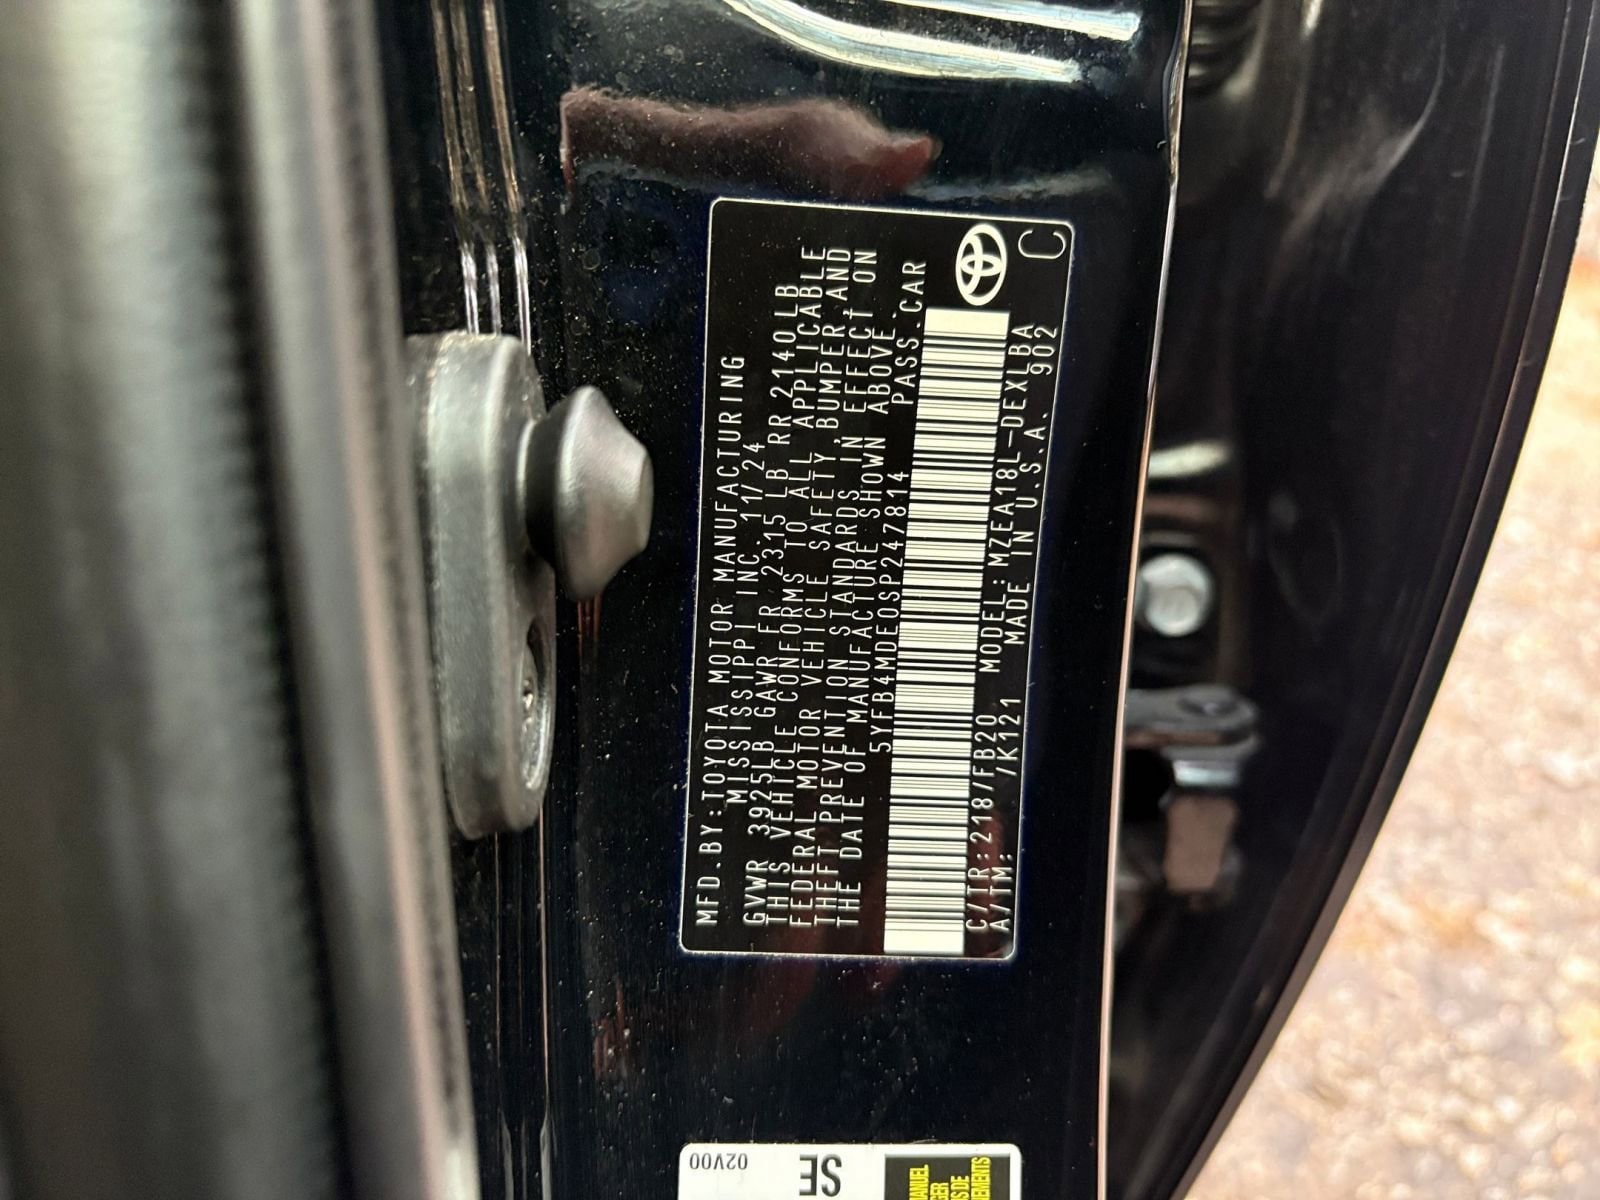 MFD.BY:TOYOTA MOTOR MANUFACTURING
MISSISSIPPI INC. 11/24
GVWR 3925LB GAWR FR 2315 LB RR 2140LB
THIS VEHICLE CONFORMS TO ALL APPLICABLE
FEDERAL MOTOR VEHICLE SAFETY, BUMPER,AND
THEFT PREVENTION STANDARDS IN EFFECT ON
THE DATE OF MANUFACTURE SHOWN ABOVE.
5YFB4MDE0SP247814 PASS.CAR
C/TR:218/FB20 MODEL:MZEA18L-DEXLBA
A/TM: /K121 MADE IN U.S.A. 902
C
02V00
SE